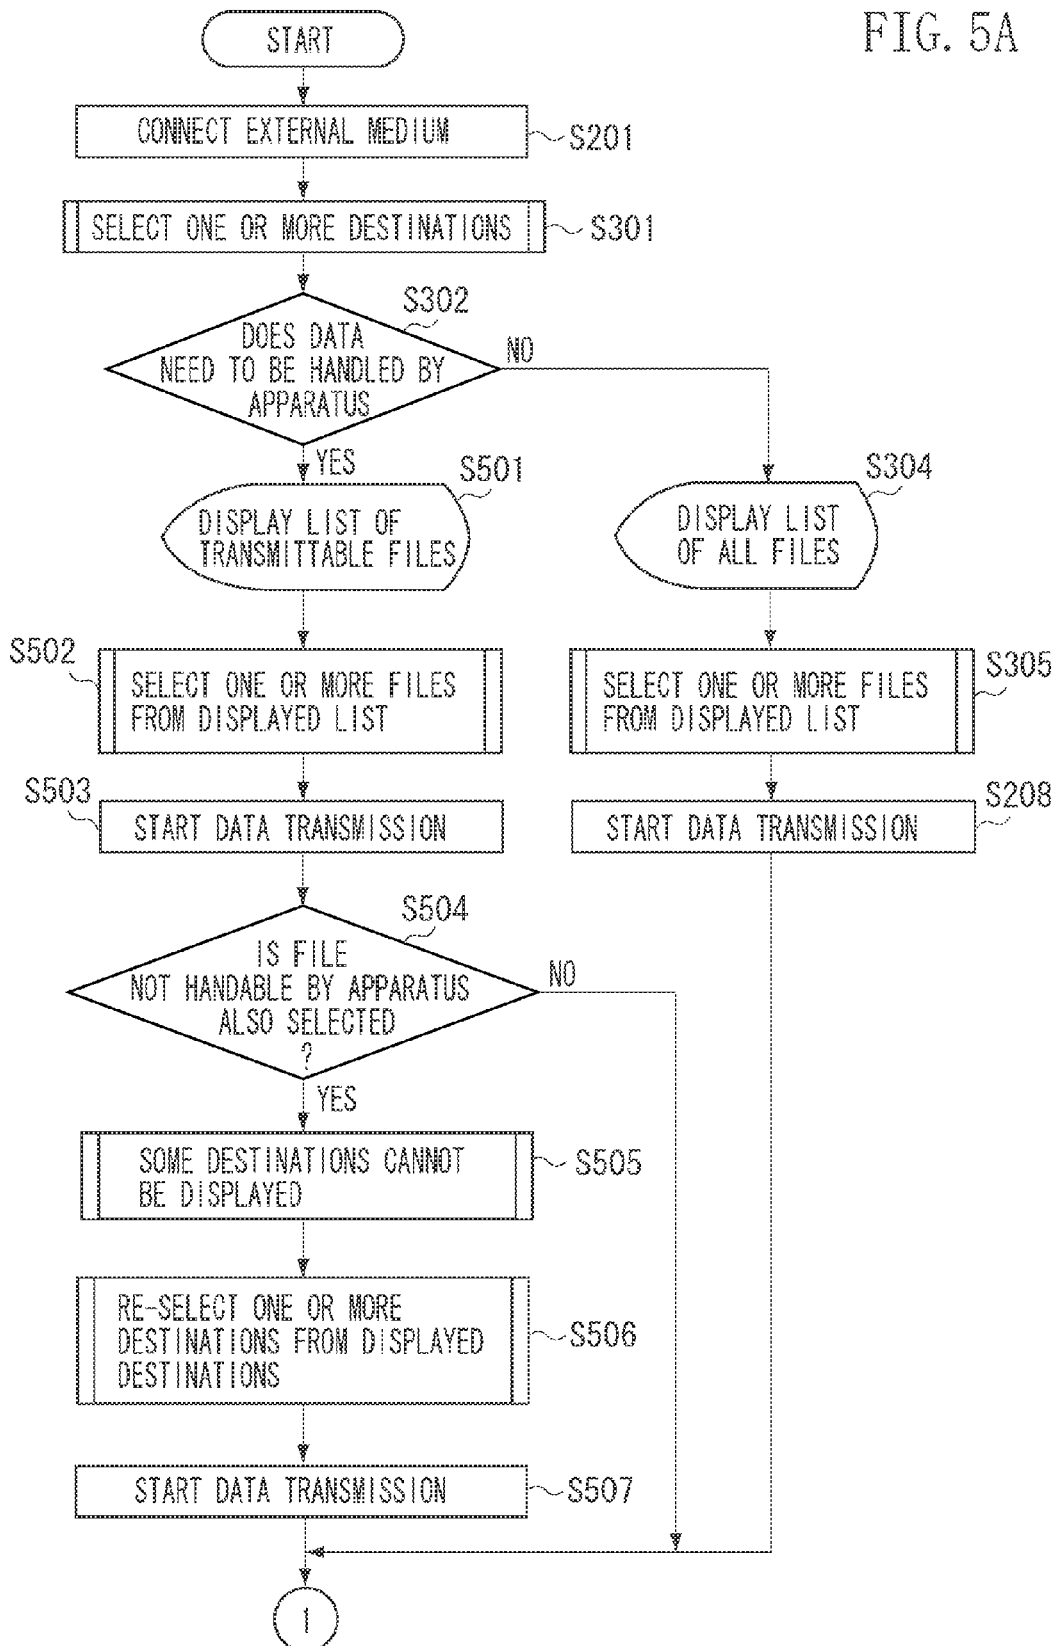 FIG. 5A
START
CONNECT EXTERNAL MEDIUM
S201
SELECT ONE OR MORE DESTINATIONS
S301
S302
DOES DATA
NEED TO BE HANDLED BY
APPARATUS
NO
YES
S501
DISPLAY LIST OF
TRANSMITTABLE FILES
S304
DISPLAY LIST
OF ALL FILES
S502
SELECT ONE OR MORE FILES
FROM DISPLAYED LIST
S305
SELECT ONE OR MORE FILES
FROM DISPLAYED LIST
S503
START DATA TRANSMISSION
S208
START DATA TRANSMISSION
S504
IS FILE
NOT HANDABLE BY APPARATUS
ALSO SELECTED
?
NO
YES
SOME DESTINATIONS CANNOT
BE DISPLAYED
S505
RE-SELECT ONE OR MORE
DESTINATIONS FROM DISPLAYED
DESTINATIONS
S506
START DATA TRANSMISSION
S507
1